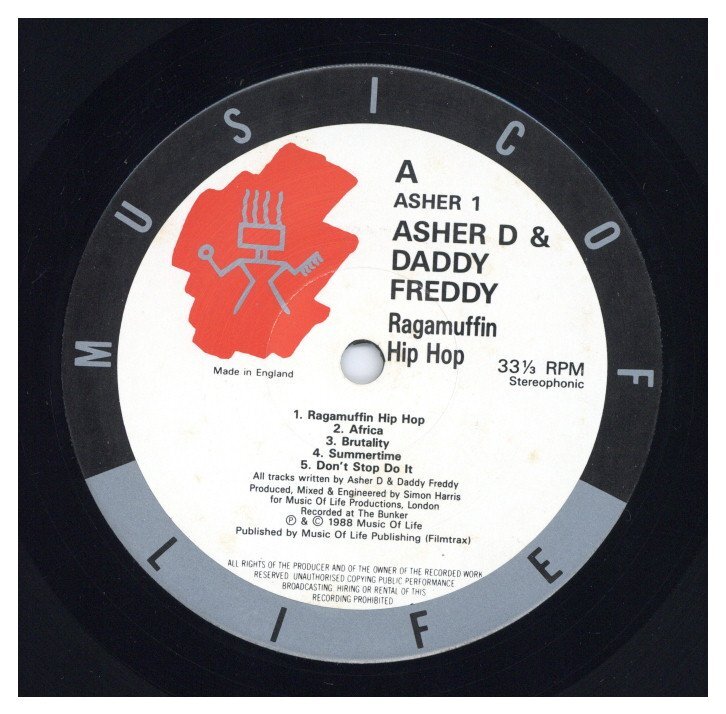 MUSIC OF LIFE
A
ASHER 1
ASHER D &
DADDY
FREDDY
Ragamuffin
Hip Hop
33⅓ RPM
Stereophonic
Made in England
1. Ragamuffin Hip Hop
2. Africa
3. Brutality
4. Summertime
5. Don't Stop Do It
All tracks written by Asher D & Daddy Freddy
Produced, Mixed & Engineered by Simon Harris
for Music Of Life Productions, London
Recorded at The Bunker
℗ & © 1988 Music Of Life
Published by Music Of Life Publishing (Filmtrax)
ALL RIGHTS OF THE PRODUCER AND OF THE OWNER OF THE RECORDED WORK
RESERVED UNAUTHORISED COPYING PUBLIC PERFORMANCE
BROADCASTING HIRING OR RENTAL OF THIS
RECORDING PROHIBITED